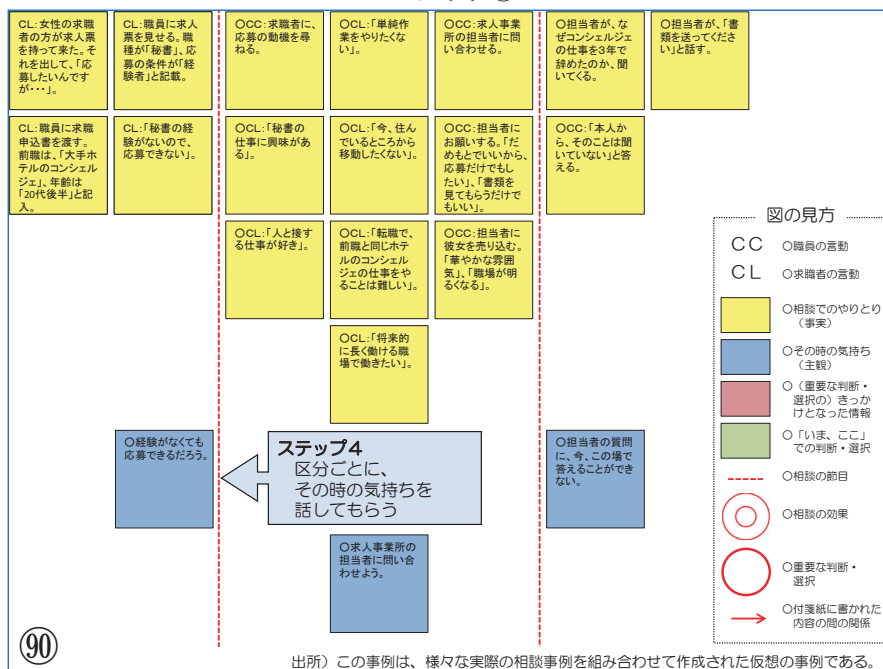 CL：女性の求職
者の方が求人票
を持って来た。そ
れを出して、「応
募したいんです
が・・・」。
CL：職員に求人
票を見せる。職
種が「秘書」、応
募の条件が「経
験者」と記載。
○CC：求職者に、
応募の動機を尋
ねる。
○CL：「単純作
業をやりたくな
い」。
○CC：求人事業
所の担当者に問
い合わせる。
○担当者が、な
ぜコンシェルジェ
の仕事を3年で
辞めたのか、聞
いてくる。
○担当者が、「書
類を送ってくださ
い」と話す。
CL：職員に求職
申込書を渡す。
前職は、「大手ホ
テルのコンシェル
ジェ」、年齢は
「20代後半」と記
入。
CL：「秘書の経
験がないので、
応募できない」。
○CL：「秘書の
仕事に興味があ
る」。
○CL：「今、住ん
でいるところから
移動したくない」。
○CC：担当者に
お願いする。「だ
めもとでいいから、
応募だけでもし
たい」、「書類を
見てもらうだけで
もいい」。
○CC：「本人か
ら、そのことは聞
いていない」と答
える。
○CL：「人と接す
る仕事が好き」。
○CL：「転職で、
前職と同じホテ
ルのコンシェル
ジェの仕事をや
ることは難しい」。
○CC：担当者に
彼女を売り込む。
「華やかな雰囲
気」、「職場が明
るくなる」。
○CL：「将来的
に長く働ける職
場で働きたい」。
○経験がなくても
応募できるだろう。
ステップ4
区分ごとに、
その時の気持ちを
話してもらう
○担当者の質問
に、今、この場で
答えることができ
ない。
○求人事業所の
担当者に問い合
わせよう。
図の見方
CC ○職員の言動
CL ○求職者の言動
○相談でのやりとり
（事実）
○その時の気持ち
（主観）
○（重要な判断・
選択の）きっか
けとなった情報
○「いま、ここ」
での判断・選択
○相談の節目
○相談の効果
○重要な判断・
選択
○付箋紙に書かれた
内容の間の関係
90
出所）この事例は、様々な実際の相談事例を組み合わせて作成された仮想の事例である。